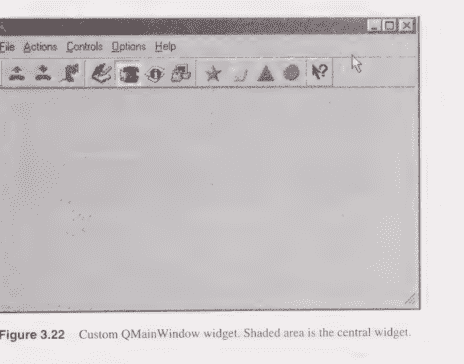 File Actions Controls Options Help
Figure 3.22 Custom QMainWindow widget. Shaded area is the central widget.